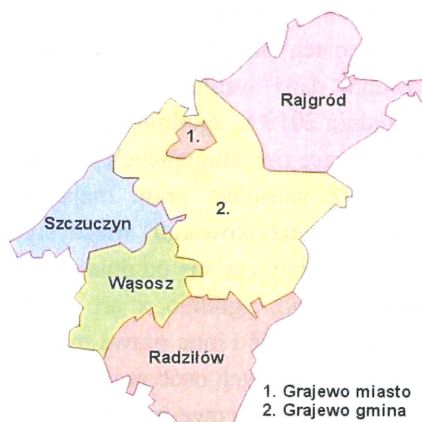 Rajgród
1.
2.
Szczuczyn
Wąsosz
Radziłów
1. Grajewo miasto
2. Grajewo gmina